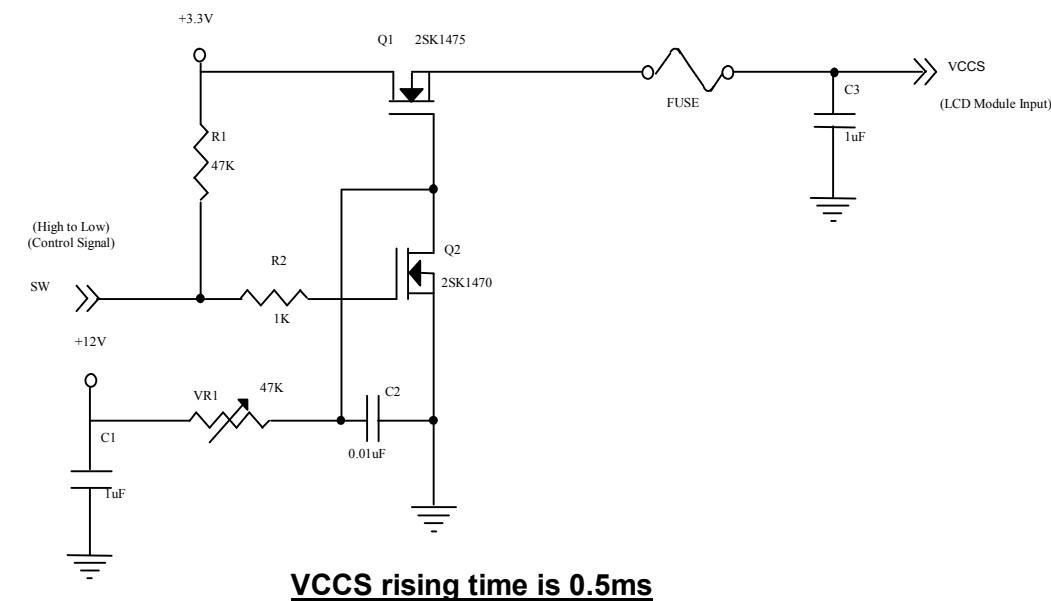 +3.3V
Q1 2SK1475
VCCS
FUSE
C3
(LCD Module Input)
R1
47K
1uF
(High to Low)
(Control Signal)
Q2
R2
2SK1470
SW
1K
+12V
VR1
47K
C2
C1
0.01uF
1uF
VCCS rising time is 0.5ms